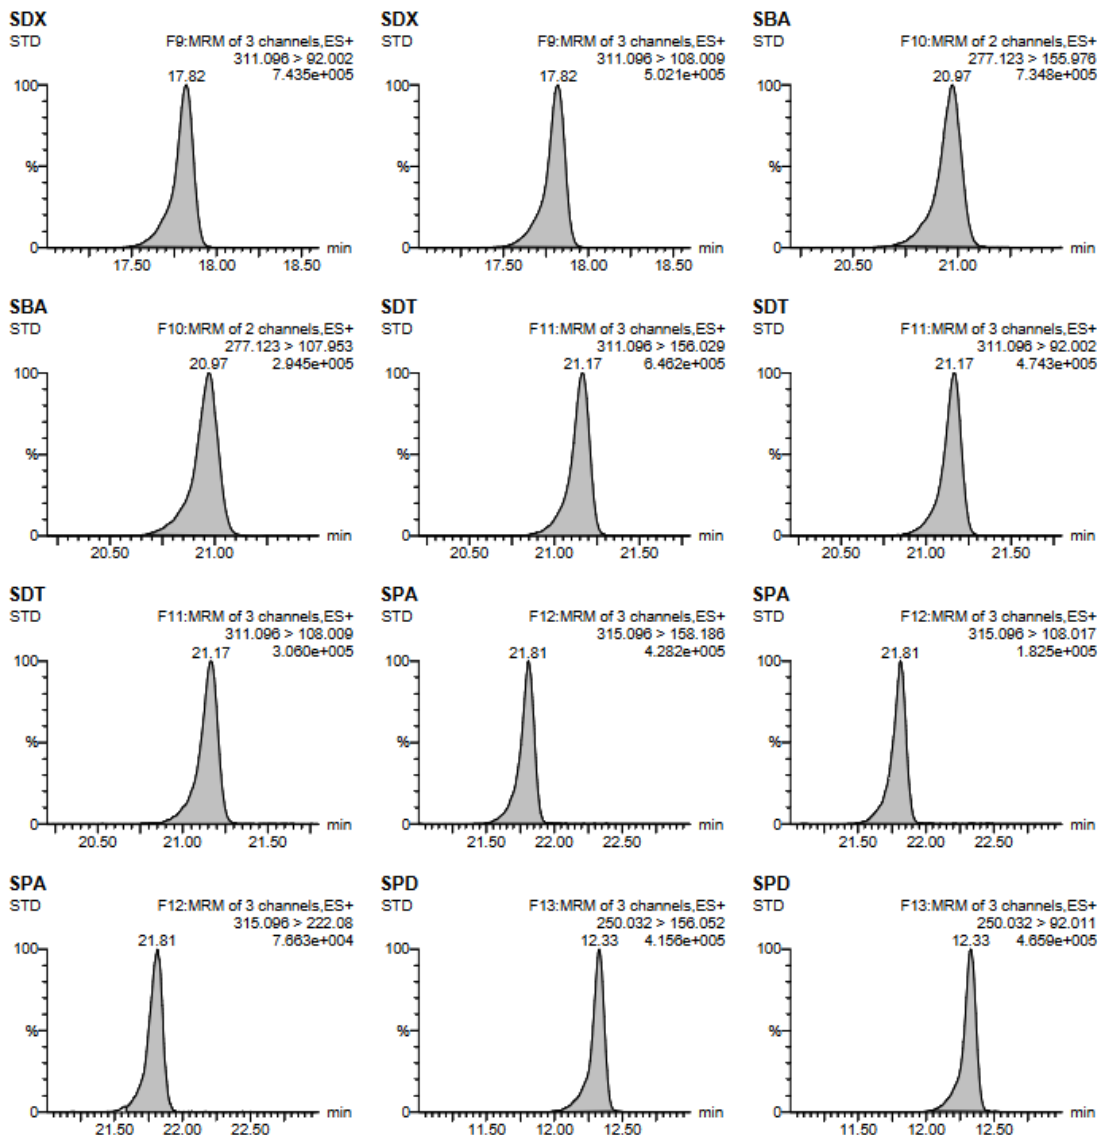 SDX
STD F9:MRM of 3 channels,ES+
311.096 > 92.002
7.435e+005
17.82
100
%
0
min
17.50 18.00 18.50
SDX
STD F9:MRM of 3 channels,ES+
311.096 > 108.009
5.021e+005
17.82
100
%
0
min
17.50 18.00 18.50
SBA
STD F10:MRM of 2 channels,ES+
277.123 > 155.976
7.348e+005
20.97
100
%
0
min
20.50 21.00
SBA
STD F10:MRM of 2 channels,ES+
277.123 > 107.953
2.945e+005
20.97
100
%
0
min
20.50 21.00
SDT
STD F11:MRM of 3 channels,ES+
311.096 > 156.029
6.462e+005
21.17
100
%
0
min
20.50 21.00 21.50
SDT
STD F11:MRM of 3 channels,ES+
311.096 > 92.002
4.743e+005
21.17
100
%
0
min
20.50 21.00 21.50
SDT
STD F11:MRM of 3 channels,ES+
311.096 > 108.009
3.060e+005
21.17
100
%
0
min
20.50 21.00 21.50
SPA
STD F12:MRM of 3 channels,ES+
315.096 > 158.186
4.282e+005
21.81
100
%
0
min
21.50 22.00 22.50
SPA
STD F12:MRM of 3 channels,ES+
315.096 > 108.017
1.825e+005
21.81
100
%
0
min
21.50 22.00 22.50
SPA
STD F12:MRM of 3 channels,ES+
315.096 > 222.08
7.663e+004
21.81
100
%
0
min
21.50 22.00 22.50
SPD
STD F13:MRM of 3 channels,ES+
250.032 > 156.052
4.156e+005
12.33
100
%
0
min
11.50 12.00 12.50
SPD
STD F13:MRM of 3 channels,ES+
250.032 > 92.011
4.659e+005
12.33
100
%
0
min
11.50 12.00 12.50